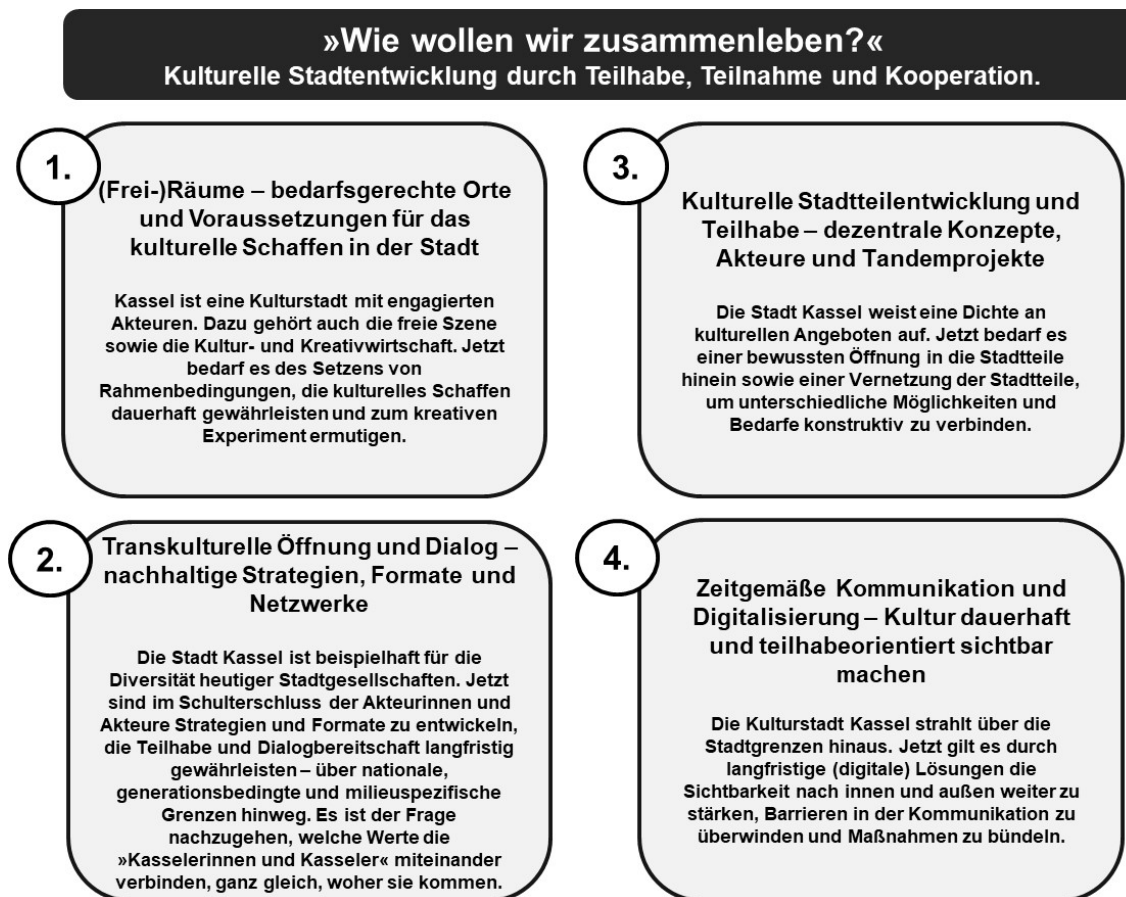 »Wie wollen wir zusammenleben?«
Kulturelle Stadtentwicklung durch Teilhabe, Teilnahme und Kooperation.
1.
(Frei-)Räume – bedarfsgerechte Orte
und Voraussetzungen für das
kulturelle Schaffen in der Stadt
Kassel ist eine Kulturstadt mit engagierten
Akteuren. Dazu gehört auch die freie Szene
sowie die Kultur- und Kreativwirtschaft. Jetzt
bedarf es des Setzens von
Rahmenbedingungen, die kulturelles Schaffen
dauerhaft gewährleisten und zum kreativen
Experiment ermutigen.
2.
Transkulturelle Öffnung und Dialog –
nachhaltige Strategien, Formate und
Netzwerke
Die Stadt Kassel ist beispielhaft für die
Diversität heutiger Stadtgesellschaften. Jetzt
sind im Schulterschluss der Akteurinnen und
Akteure Strategien und Formate zu entwickeln,
die Teilhabe und Dialogbereitschaft langfristig
gewährleisten – über nationale,
generationsbedingte und milieuspezifische
Grenzen hinweg. Es ist der Frage
nachzugehen, welche Werte die
»Kasselerinnen und Kasseler« miteinander
verbinden, ganz gleich, woher sie kommen.
3.
Kulturelle Stadtteilentwicklung und
Teilhabe – dezentrale Konzepte,
Akteure und Tandemprojekte
Die Stadt Kassel weist eine Dichte an
kulturellen Angeboten auf. Jetzt bedarf es
einer bewussten Öffnung in die Stadtteile
hinein sowie einer Vernetzung der Stadtteile,
um unterschiedliche Möglichkeiten und
Bedarfe konstruktiv zu verbinden.
4.
Zeitgemäße Kommunikation und
Digitalisierung – Kultur dauerhaft
und teilhabeorientiert sichtbar
machen
Die Kulturstadt Kassel strahlt über die
Stadtgrenzen hinaus. Jetzt gilt es durch
langfristige (digitale) Lösungen die
Sichtbarkeit nach innen und außen weiter zu
stärken, Barrieren in der Kommunikation zu
überwinden und Maßnahmen zu bündeln.